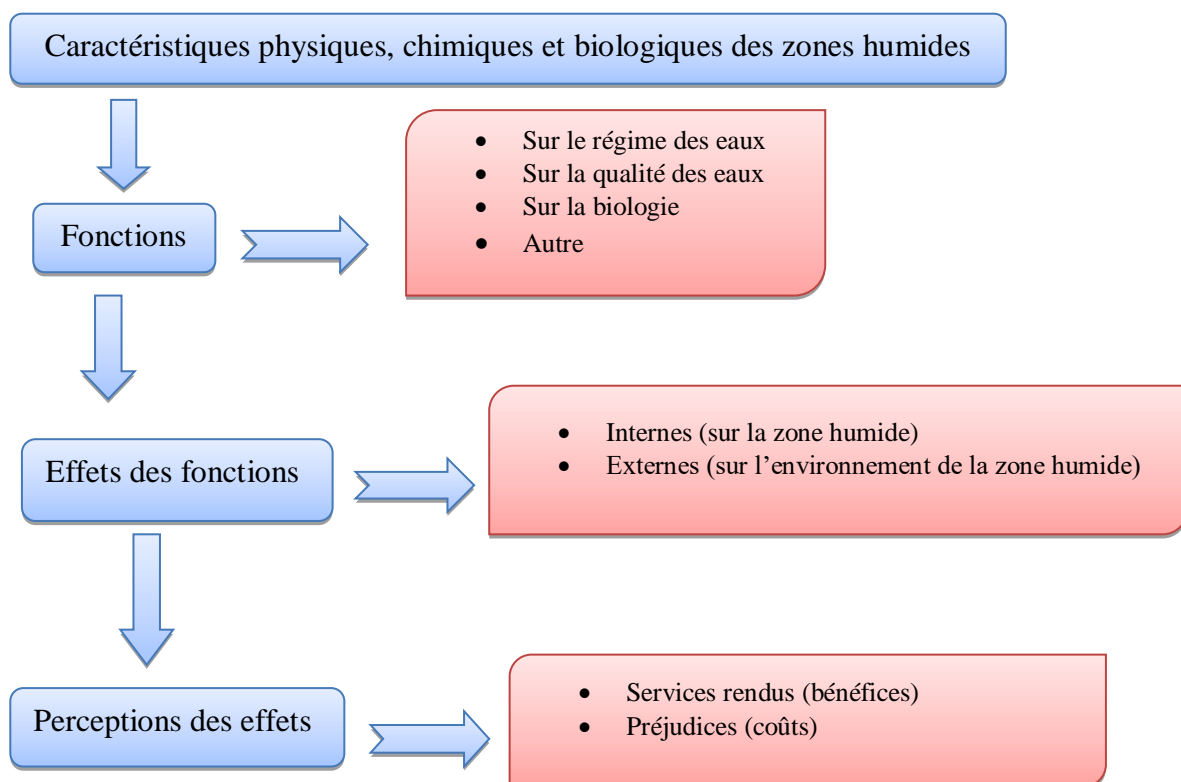 Caractéristiques physiques, chimiques et biologiques des zones humides
• Sur le régime des eaux
• Sur la qualité des eaux
• Sur la biologie
• Autre
Fonctions
• Internes (sur la zone humide)
• Externes (sur l’environnement de la zone humide)
Effets des fonctions
• Services rendus (bénéfices)
• Préjudices (coûts)
Perceptions des effets